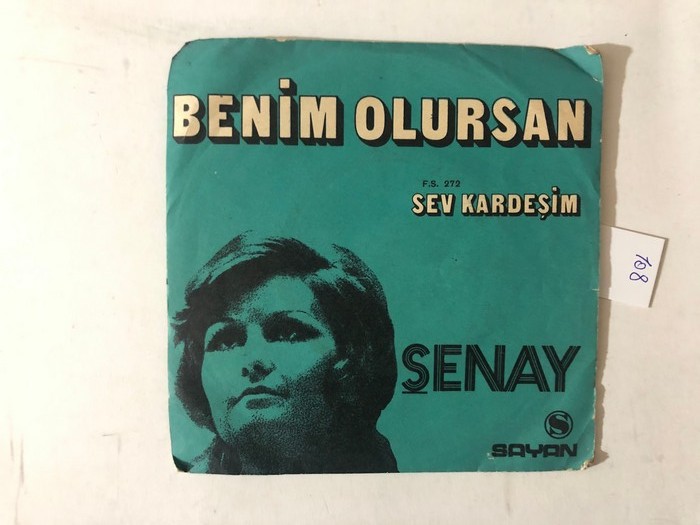 BENİM OLURSAN
F.S. 272
SEV KARDEŞİM
ŞENAY
S
SAYAN
108